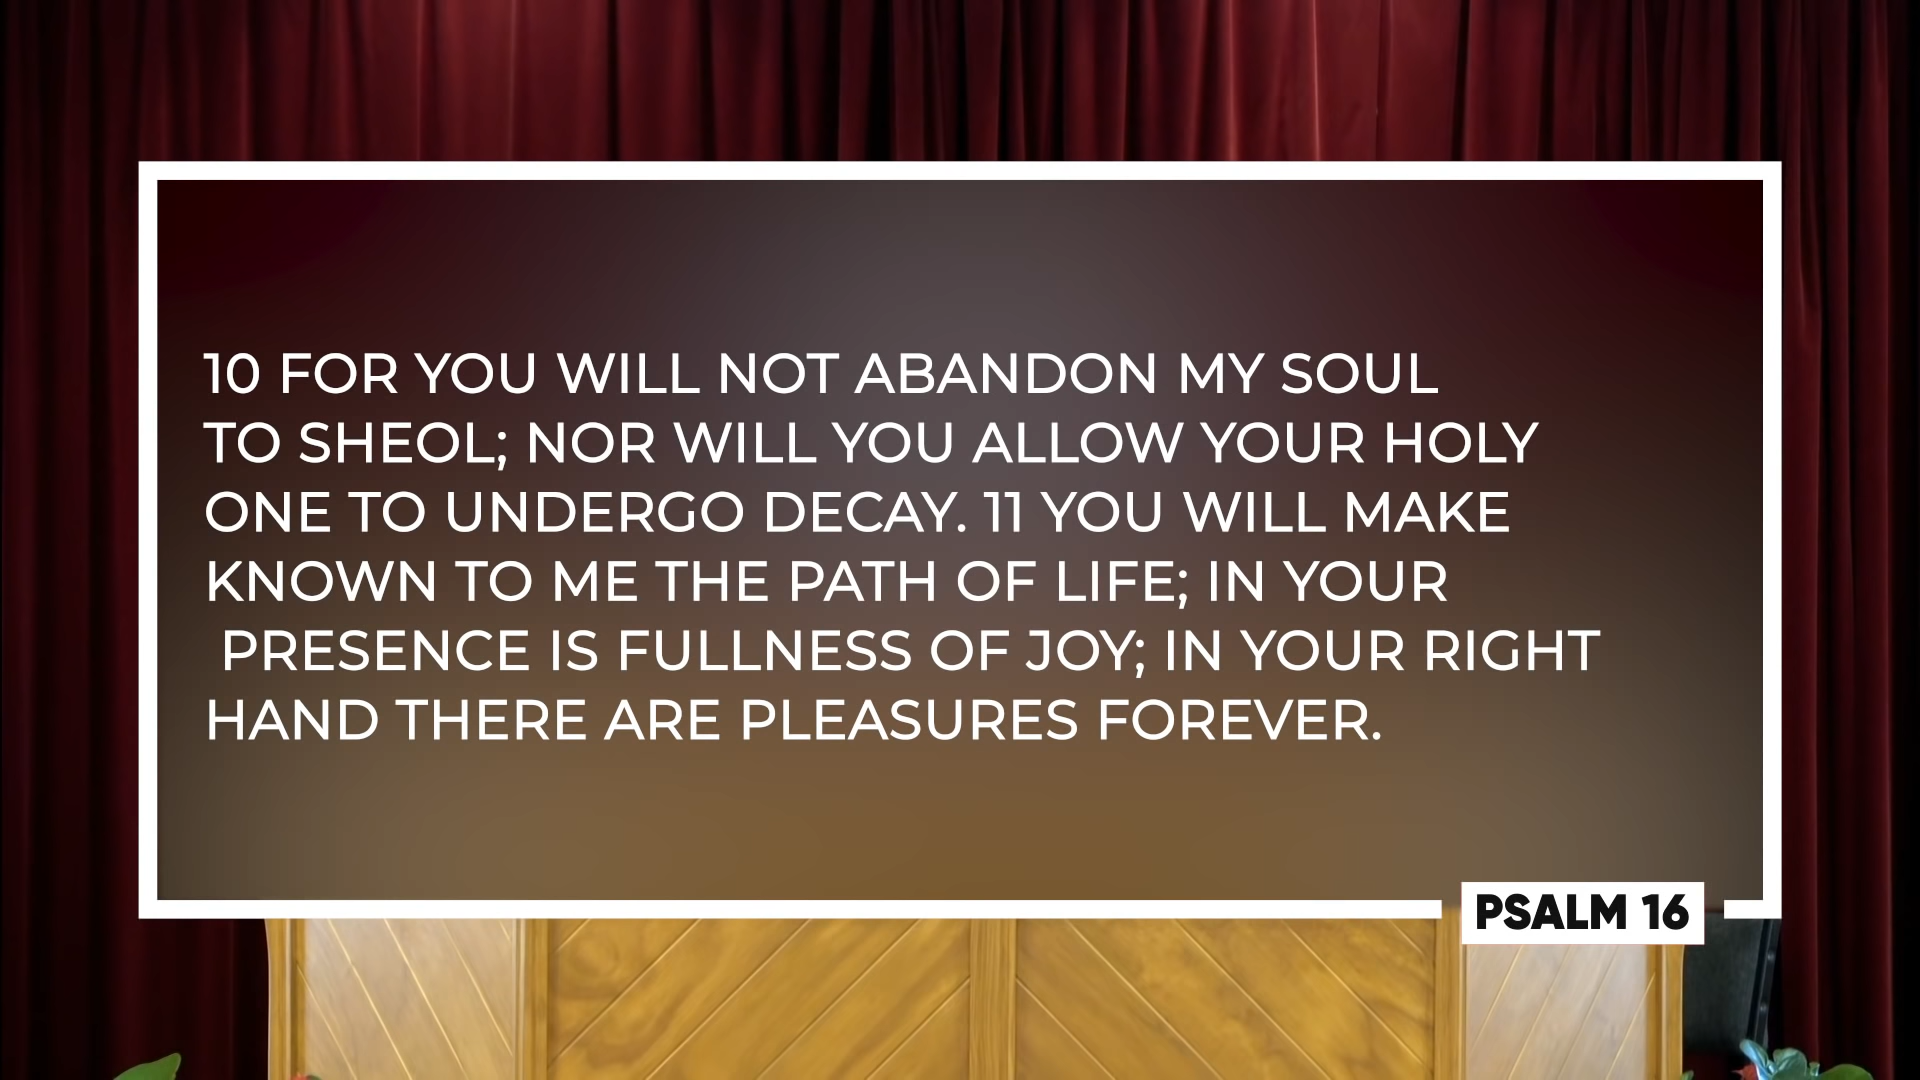 10 FOR YOU WILL NOT ABANDON MY SOUL
TO SHEOL; NOR WILL YOU ALLOW YOUR HOLY
ONE TO UNDERGO DECAY. 11 YOU WILL MAKE
KNOWN TO ME THE PATH OF LIFE; IN YOUR
PRESENCE IS FULLNESS OF JOY; IN YOUR RIGHT
HAND THERE ARE PLEASURES FOREVER.
PSALM 16